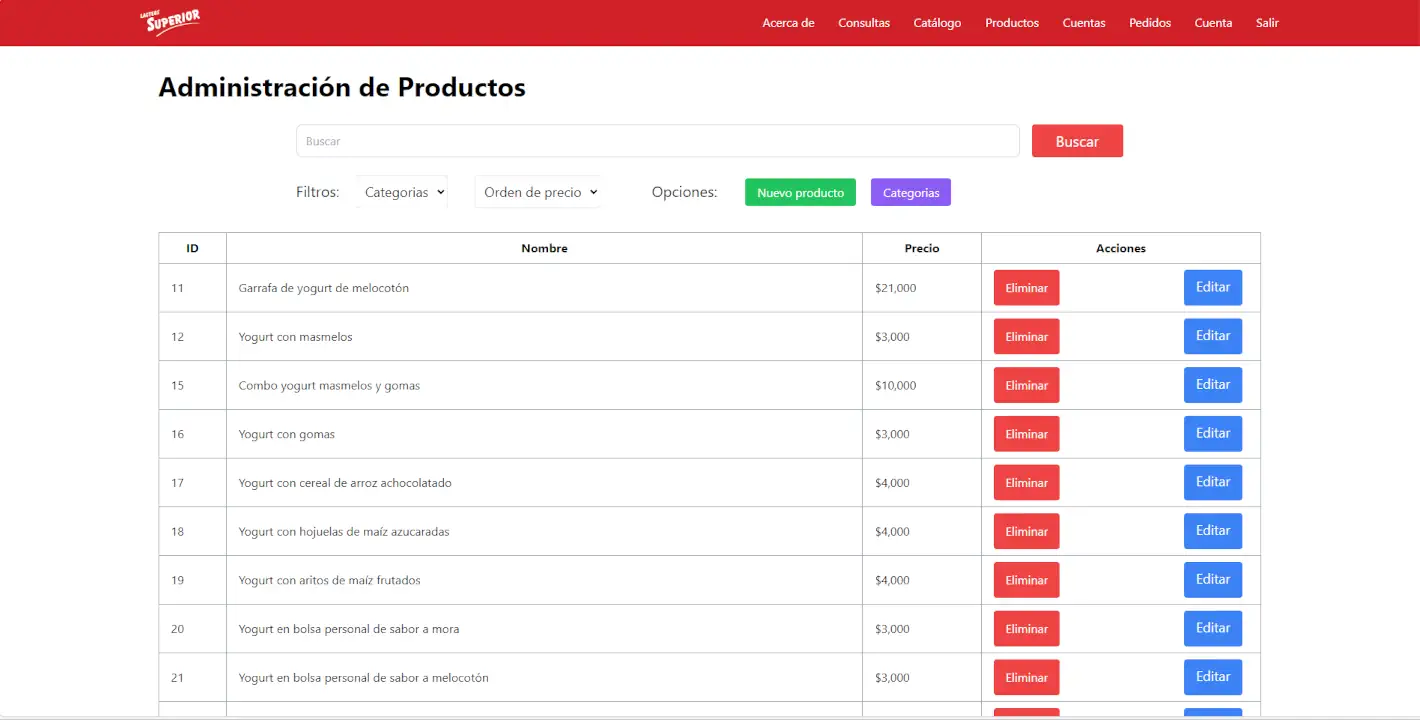 LACTEOS
SUPERIOR
Acerca de Consultas Catálogo Productos Cuentas Pedidos Cuenta Salir
Administración de Productos
Buscar Buscar
Filtros: Categorias Orden de precio Opciones: Nuevo producto Categorias
ID Nombre Precio Acciones
11 Garrafa de yogurt de melocotón $21,000 Eliminar Editar
12 Yogurt con masmelos $3,000 Eliminar Editar
15 Combo yogurt masmelos y gomas $10,000 Eliminar Editar
16 Yogurt con gomas $3,000 Eliminar Editar
17 Yogurt con cereal de arroz achocolatado $4,000 Eliminar Editar
18 Yogurt con hojuelas de maíz azucaradas $4,000 Eliminar Editar
19 Yogurt con aritos de maíz frutados $4,000 Eliminar Editar
20 Yogurt en bolsa personal de sabor a mora $3,000 Eliminar Editar
21 Yogurt en bolsa personal de sabor a melocotón $3,000 Eliminar Editar